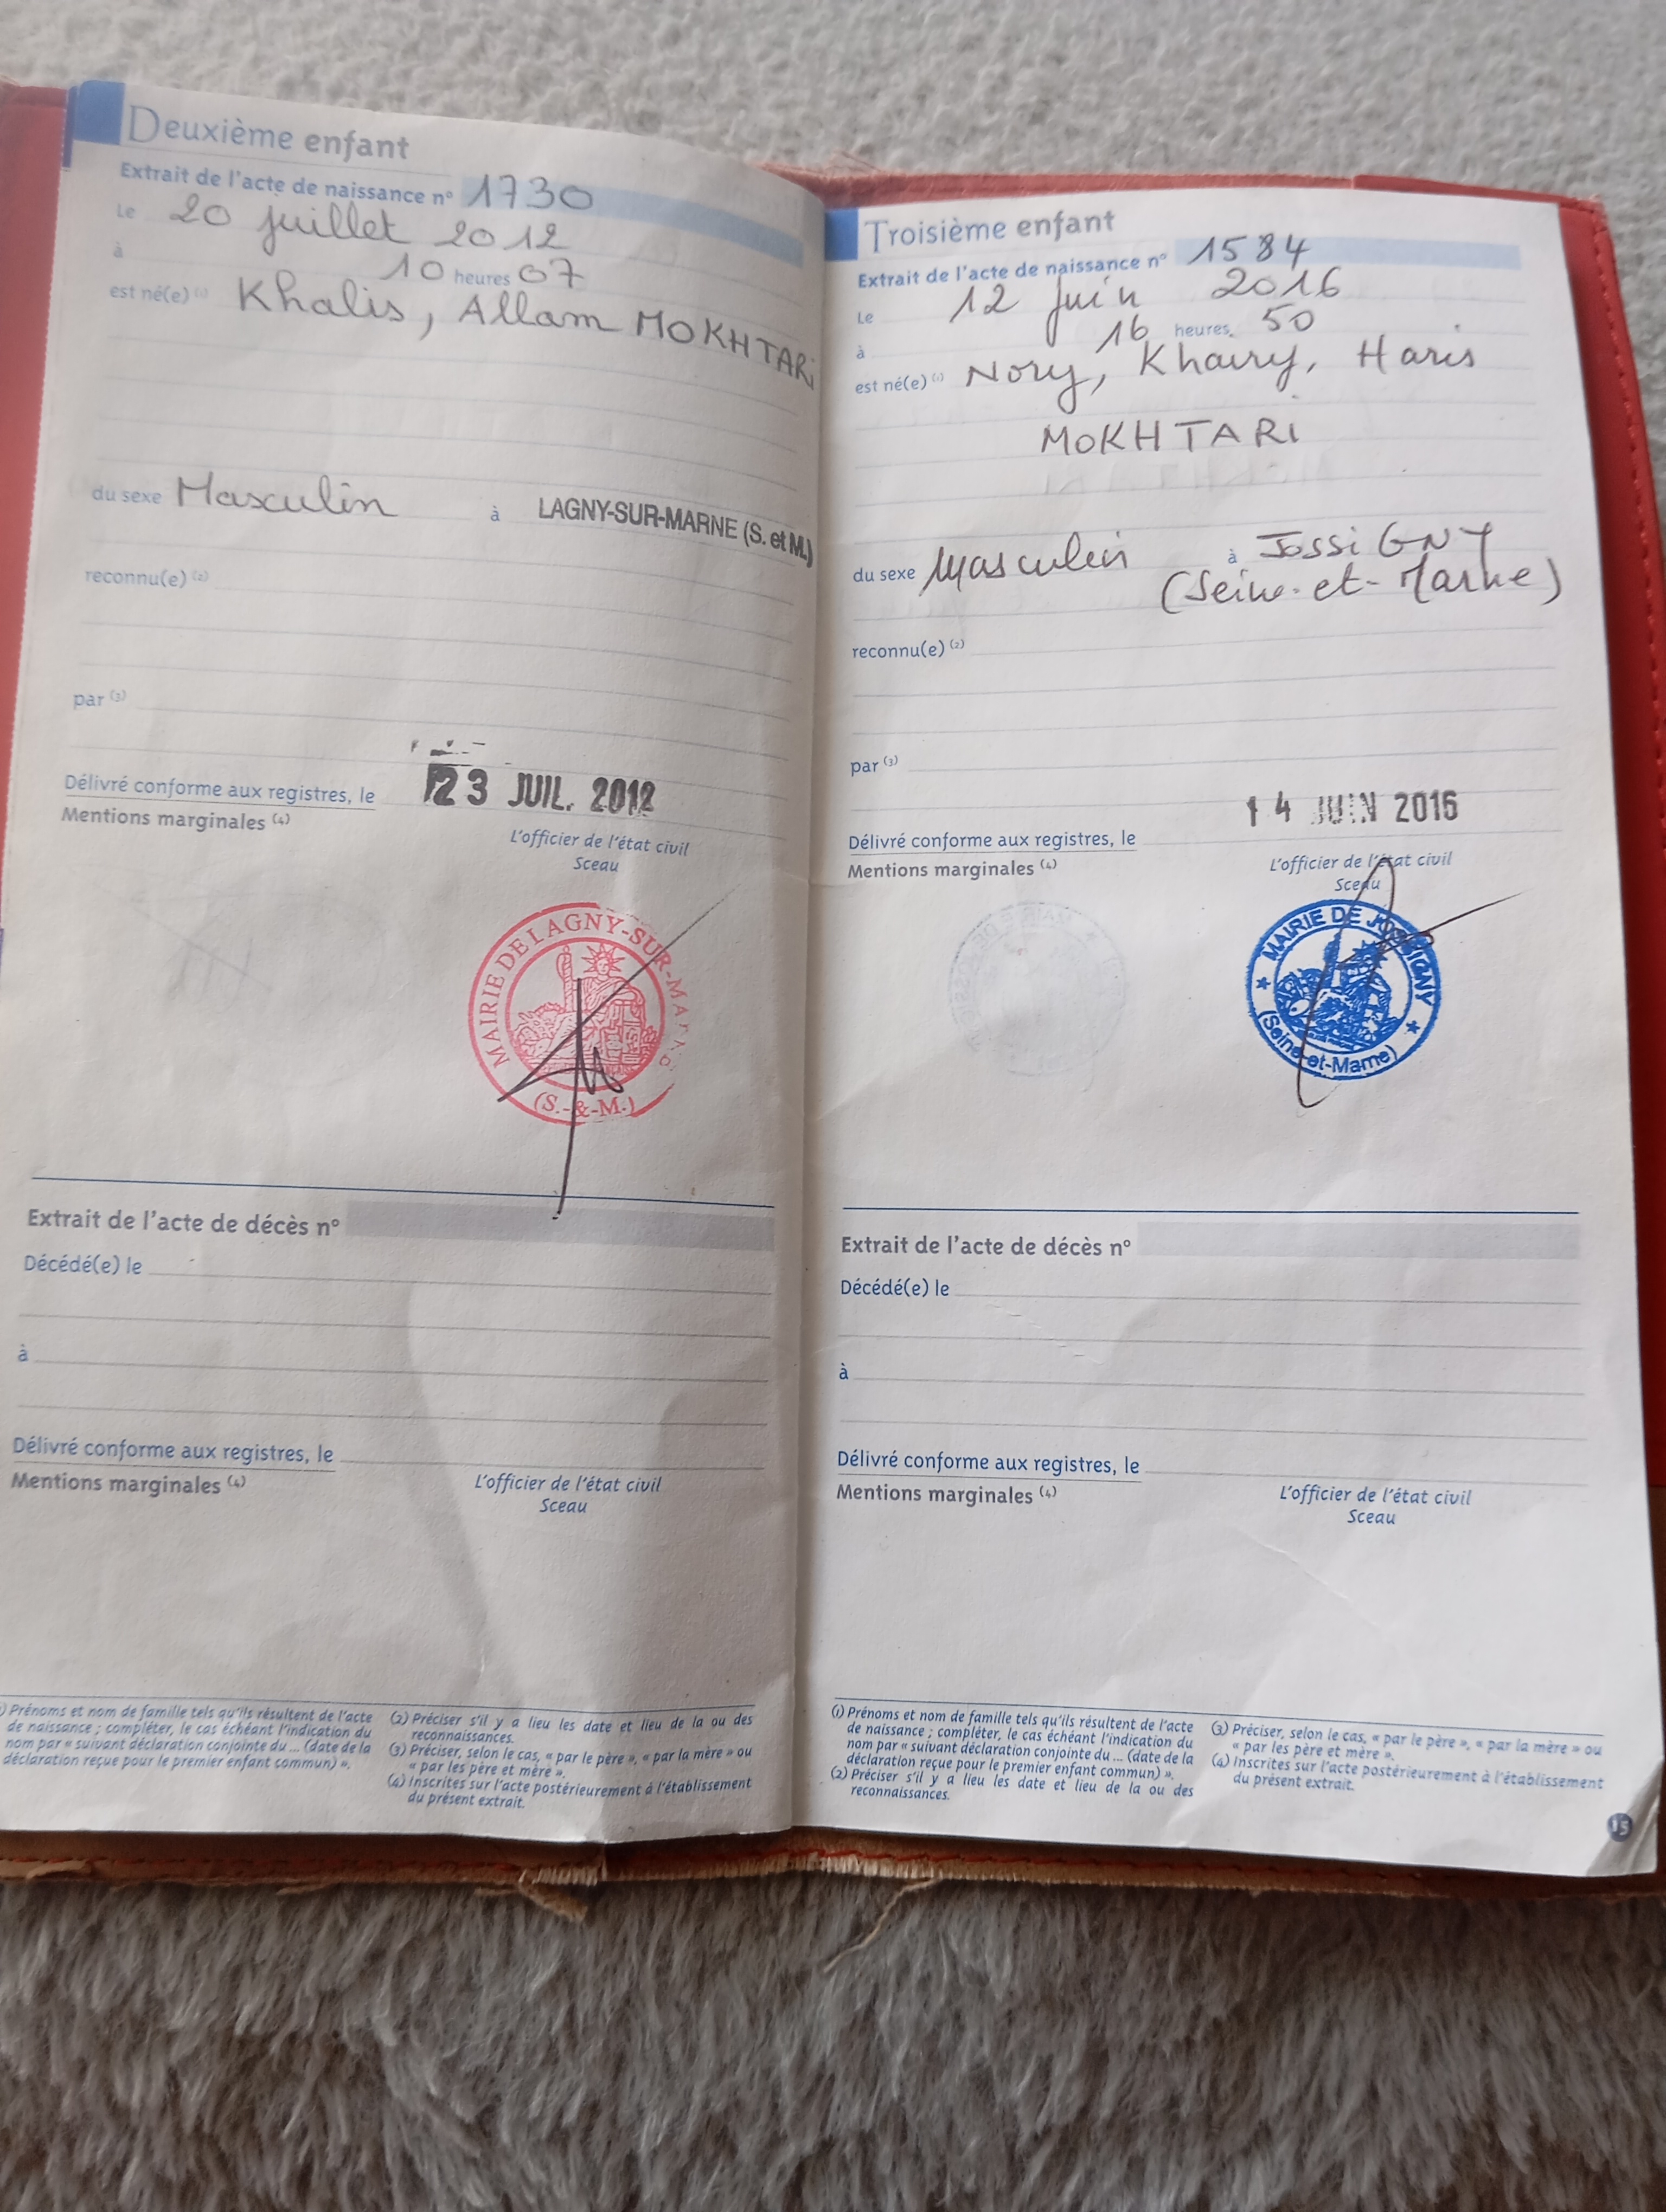 Deuxième enfant
Extrait de l'acte de naissance n° 1730
Le 20 juillet 2012
à 10 heures 07
est né(e) (1) Khalis, Allam MOKHTARI
du sexe Masculin à LAGNY-SUR-MARNE (S. et M.)
reconnu(e) (2)
par (3)
Délivré conforme aux registres, le 23 JUIL. 2012
Mentions marginales (4)
L'officier de l'état civil
Sceau
MAIRIE DE LAGNY-SUR-MAR
(S.-&-M.)
Extrait de l'acte de décès n°
Décédé(e) le
à
Délivré conforme aux registres, le
Mentions marginales (4)
L'officier de l'état civil
Sceau
) Prénoms et nom de famille tels qu'ils résultent de l'acte
de naissance ; compléter, le cas échéant l'indication du
nom par « suivant déclaration conjointe du ... (date de la
déclaration reçue pour le premier enfant commun) ».
(2) Préciser s'il y a lieu les date et lieu de la ou des
reconnaissances.
(3) Préciser, selon le cas, « par le père », « par la mère » ou
« par les père et mère ».
(4) Inscrites sur l'acte postérieurement à l'établissement
du présent extrait.
Troisième enfant
Extrait de l'acte de naissance n° 1584
Le 12 juin 2016
à 16 heures 50
est né(e) (1) Nory, Khairy, Haris
MOKHTARI
du sexe Masculin à JOSSIGNY
(Seine-et-Marne)
reconnu(e) (2)
par (3)
Délivré conforme aux registres, le 14 JUIN 2016
Mentions marginales (4)
L'officier de l'état civil
Sceau
MAIRIE DE JOSSIGNY
(Seine-et-Marne)
Extrait de l'acte de décès n°
Décédé(e) le
à
Délivré conforme aux registres, le
Mentions marginales (4)
L'officier de l'état civil
Sceau
(1) Prénoms et nom de famille tels qu'ils résultent de l'acte
de naissance ; compléter, le cas échéant l'indication du
nom par « suivant déclaration conjointe du ... (date de la
déclaration reçue pour le premier enfant commun) ».
(2) Préciser s'il y a lieu les date et lieu de la ou des
reconnaissances.
(3) Préciser, selon le cas, « par le père », « par la mère » ou
« par les père et mère ».
(4) Inscrites sur l'acte postérieurement à l'établissement
du présent extrait.
15